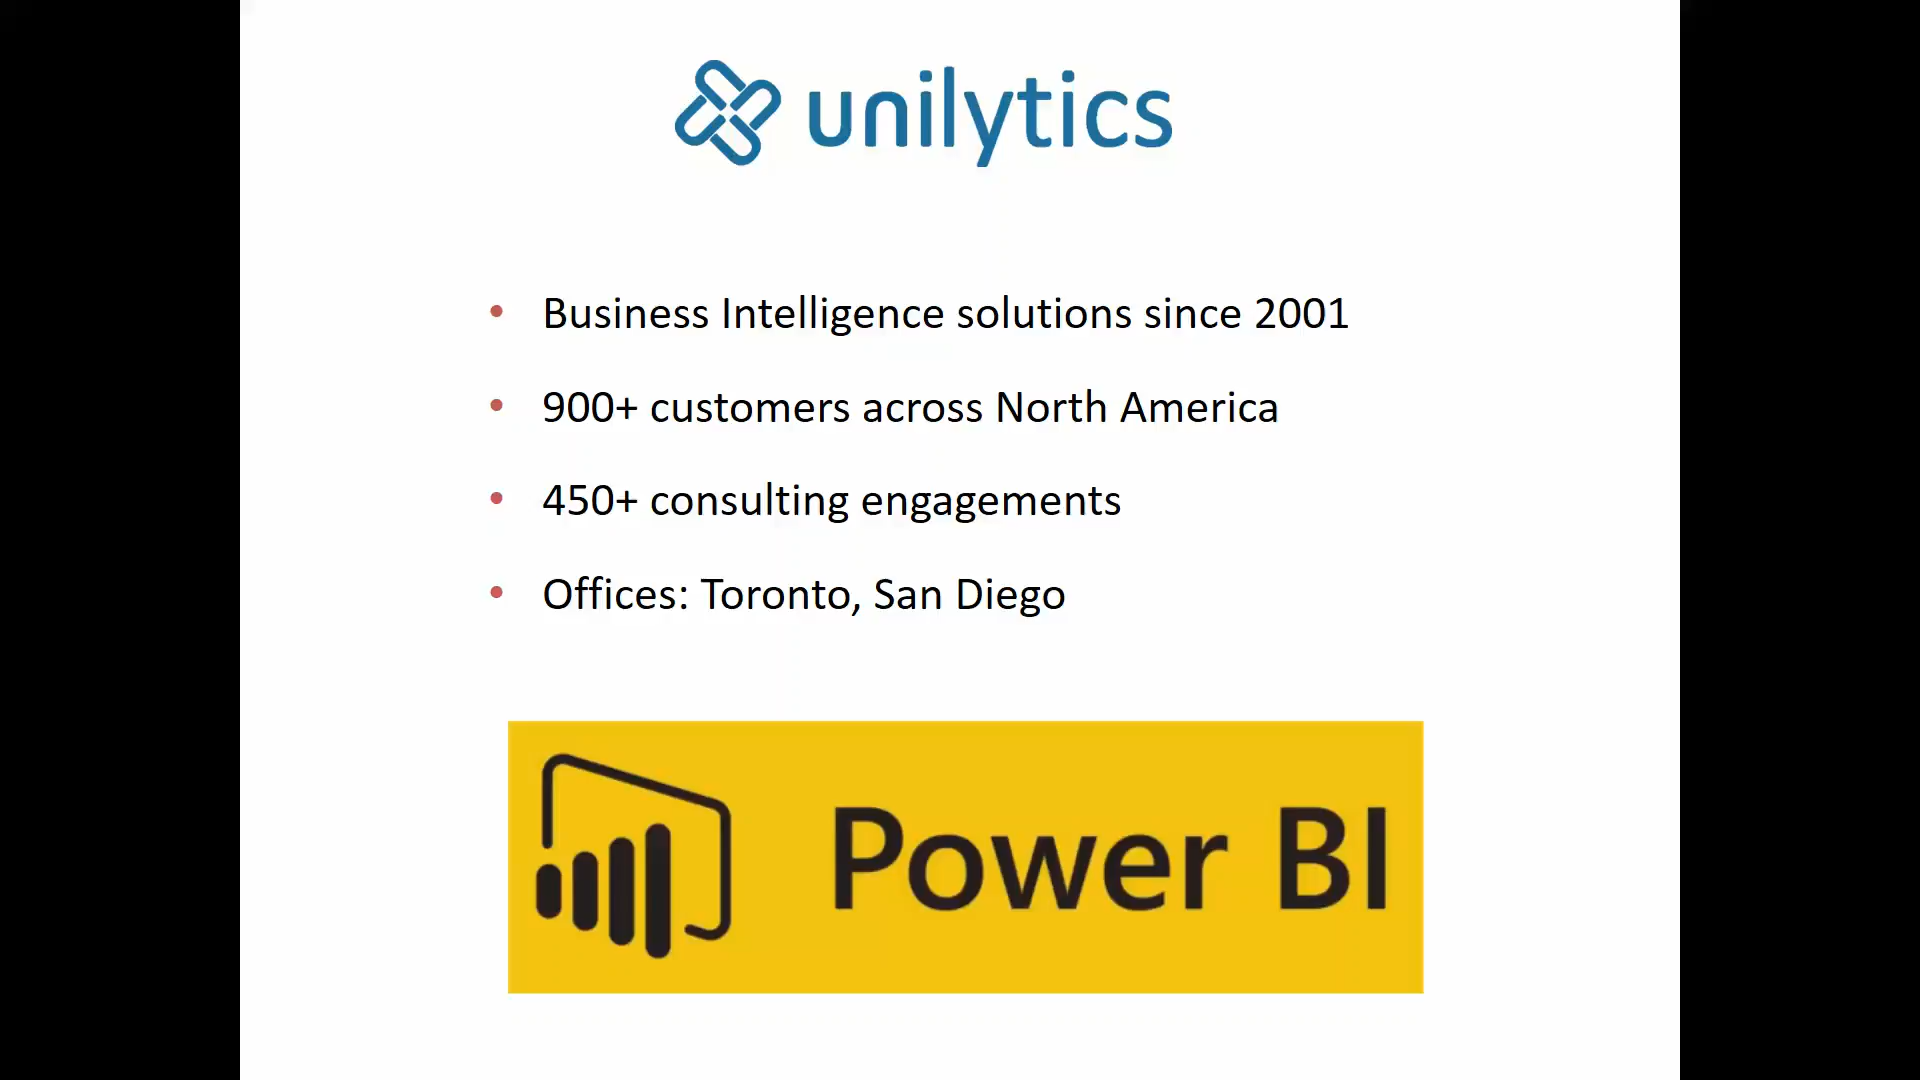 unilytics
• Business Intelligence solutions since 2001
• 900+ customers across North America
• 450+ consulting engagements
• Offices: Toronto, San Diego
Power BI